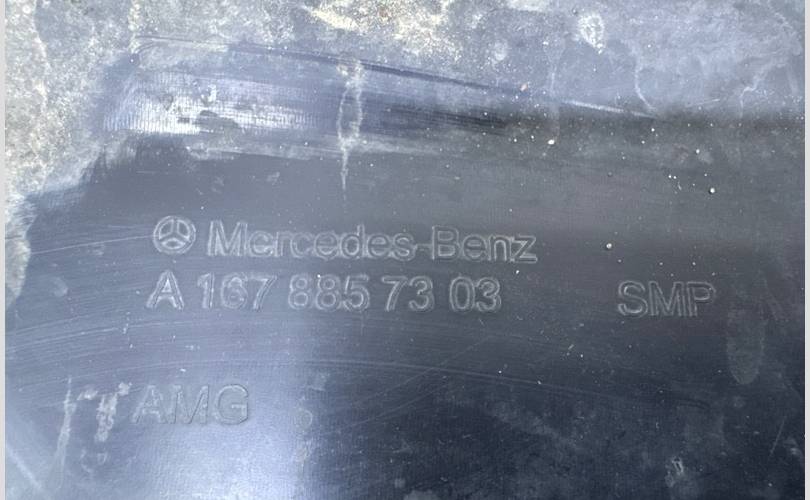 Mercedes-Benz
A 167 885 73 03 SMP
AMG